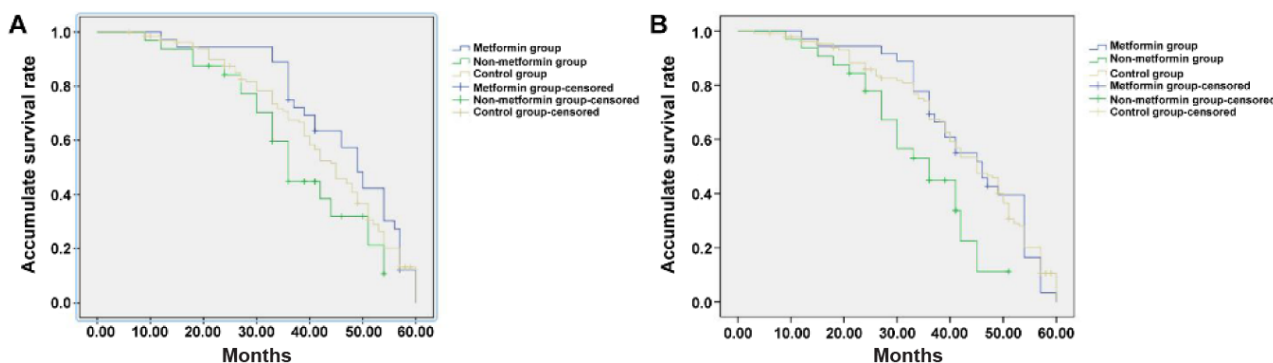 A
Accumulate survival rate
1.0
0.8
0.6
0.4
0.2
0.0
0.00 10.00 20.00 30.00 40.00 50.00 60.00
Months
Metformin group
Non-metformin group
Control group
Metformin group-censored
Non-metformin group-censored
Control group-censored
B
Accumulate survival rate
1.0
0.8
0.6
0.4
0.2
0.0
0.00 10.00 20.00 30.00 40.00 50.00 60.00
Months
Metformin group
Non-metformin group
Control group
Metformin group-censored
Non-metformin group-censored
Control group-censored